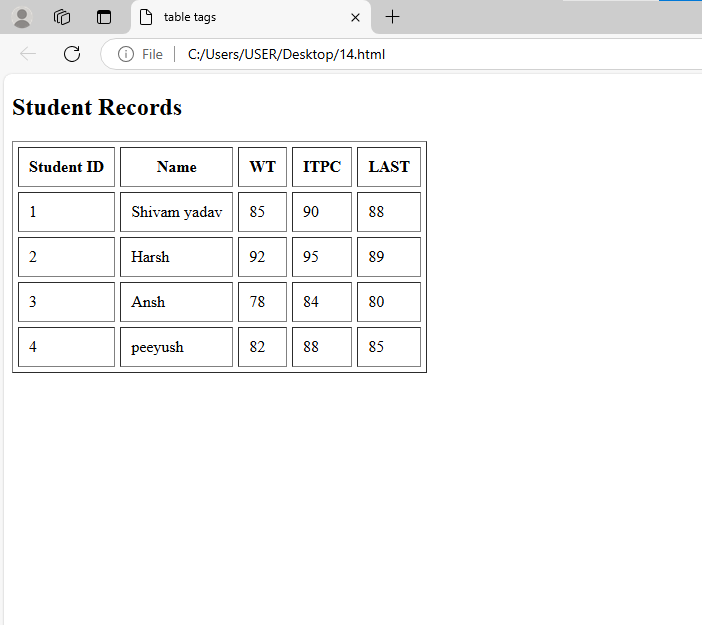 table tags
File C:/Users/USER/Desktop/14.html
Student Records
Student ID Name WT ITPC LAST
1 Shivam yadav 85 90 88
2 Harsh 92 95 89
3 Ansh 78 84 80
4 peeyush 82 88 85